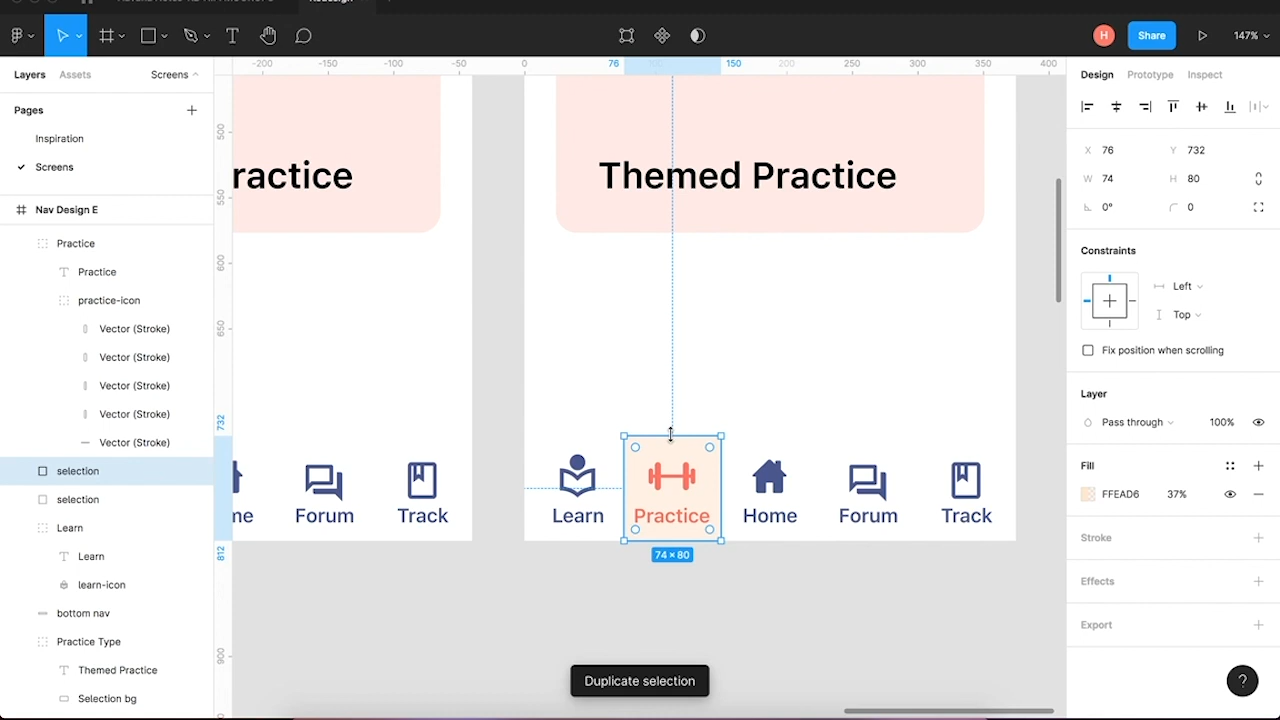 Share
147%
Layers
Assets
Screens
Design
Prototype
Inspect
-200
-150
-100
-50
0
76
150
200
250
300
350
400
Pages
Inspiration
Screens
Nav Design E
Practice
Practice
practice-icon
Vector (Stroke)
Vector (Stroke)
Vector (Stroke)
Vector (Stroke)
Vector (Stroke)
selection
selection
Learn
Learn
learn-icon
bottom nav
Practice Type
Themed Practice
Selection bg
500
550
600
650
732
812
900
ractice
Themed Practice
me
Forum
Track
Learn
Practice
Home
Forum
Track
74 × 80
Duplicate selection
H
X 76
Y 732
W 74
H 80
0°
0
Constraints
Left
Top
Fix position when scrolling
Layer
Pass through
100%
Fill
FFEAD6
37%
Stroke
Effects
Export
?